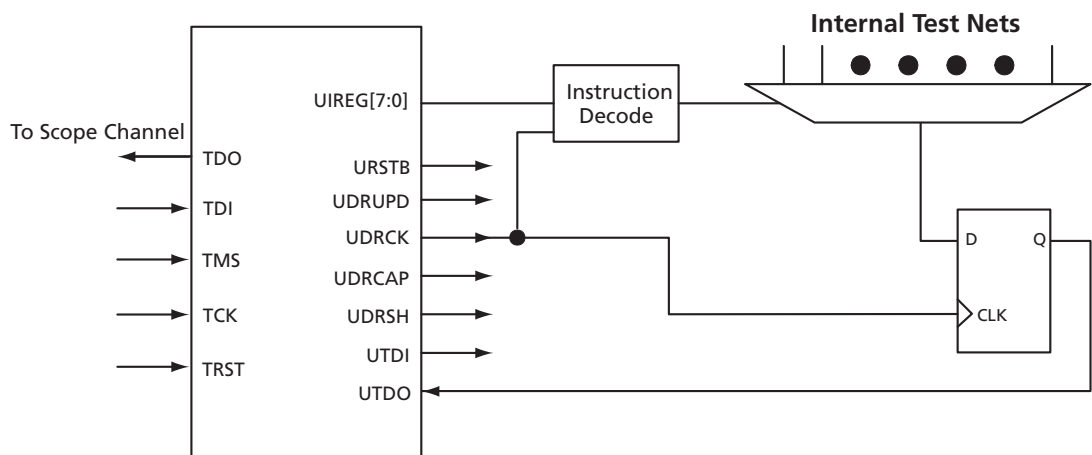 Internal Test Nets
UIREG[7:0]
Instruction
Decode
To Scope Channel
TDO
TDI
TMS
TCK
TRST
URSTB
UDRUPD
UDRCK
UDRCAP
UDRSH
UTDI
UTDO
D
Q
CLK